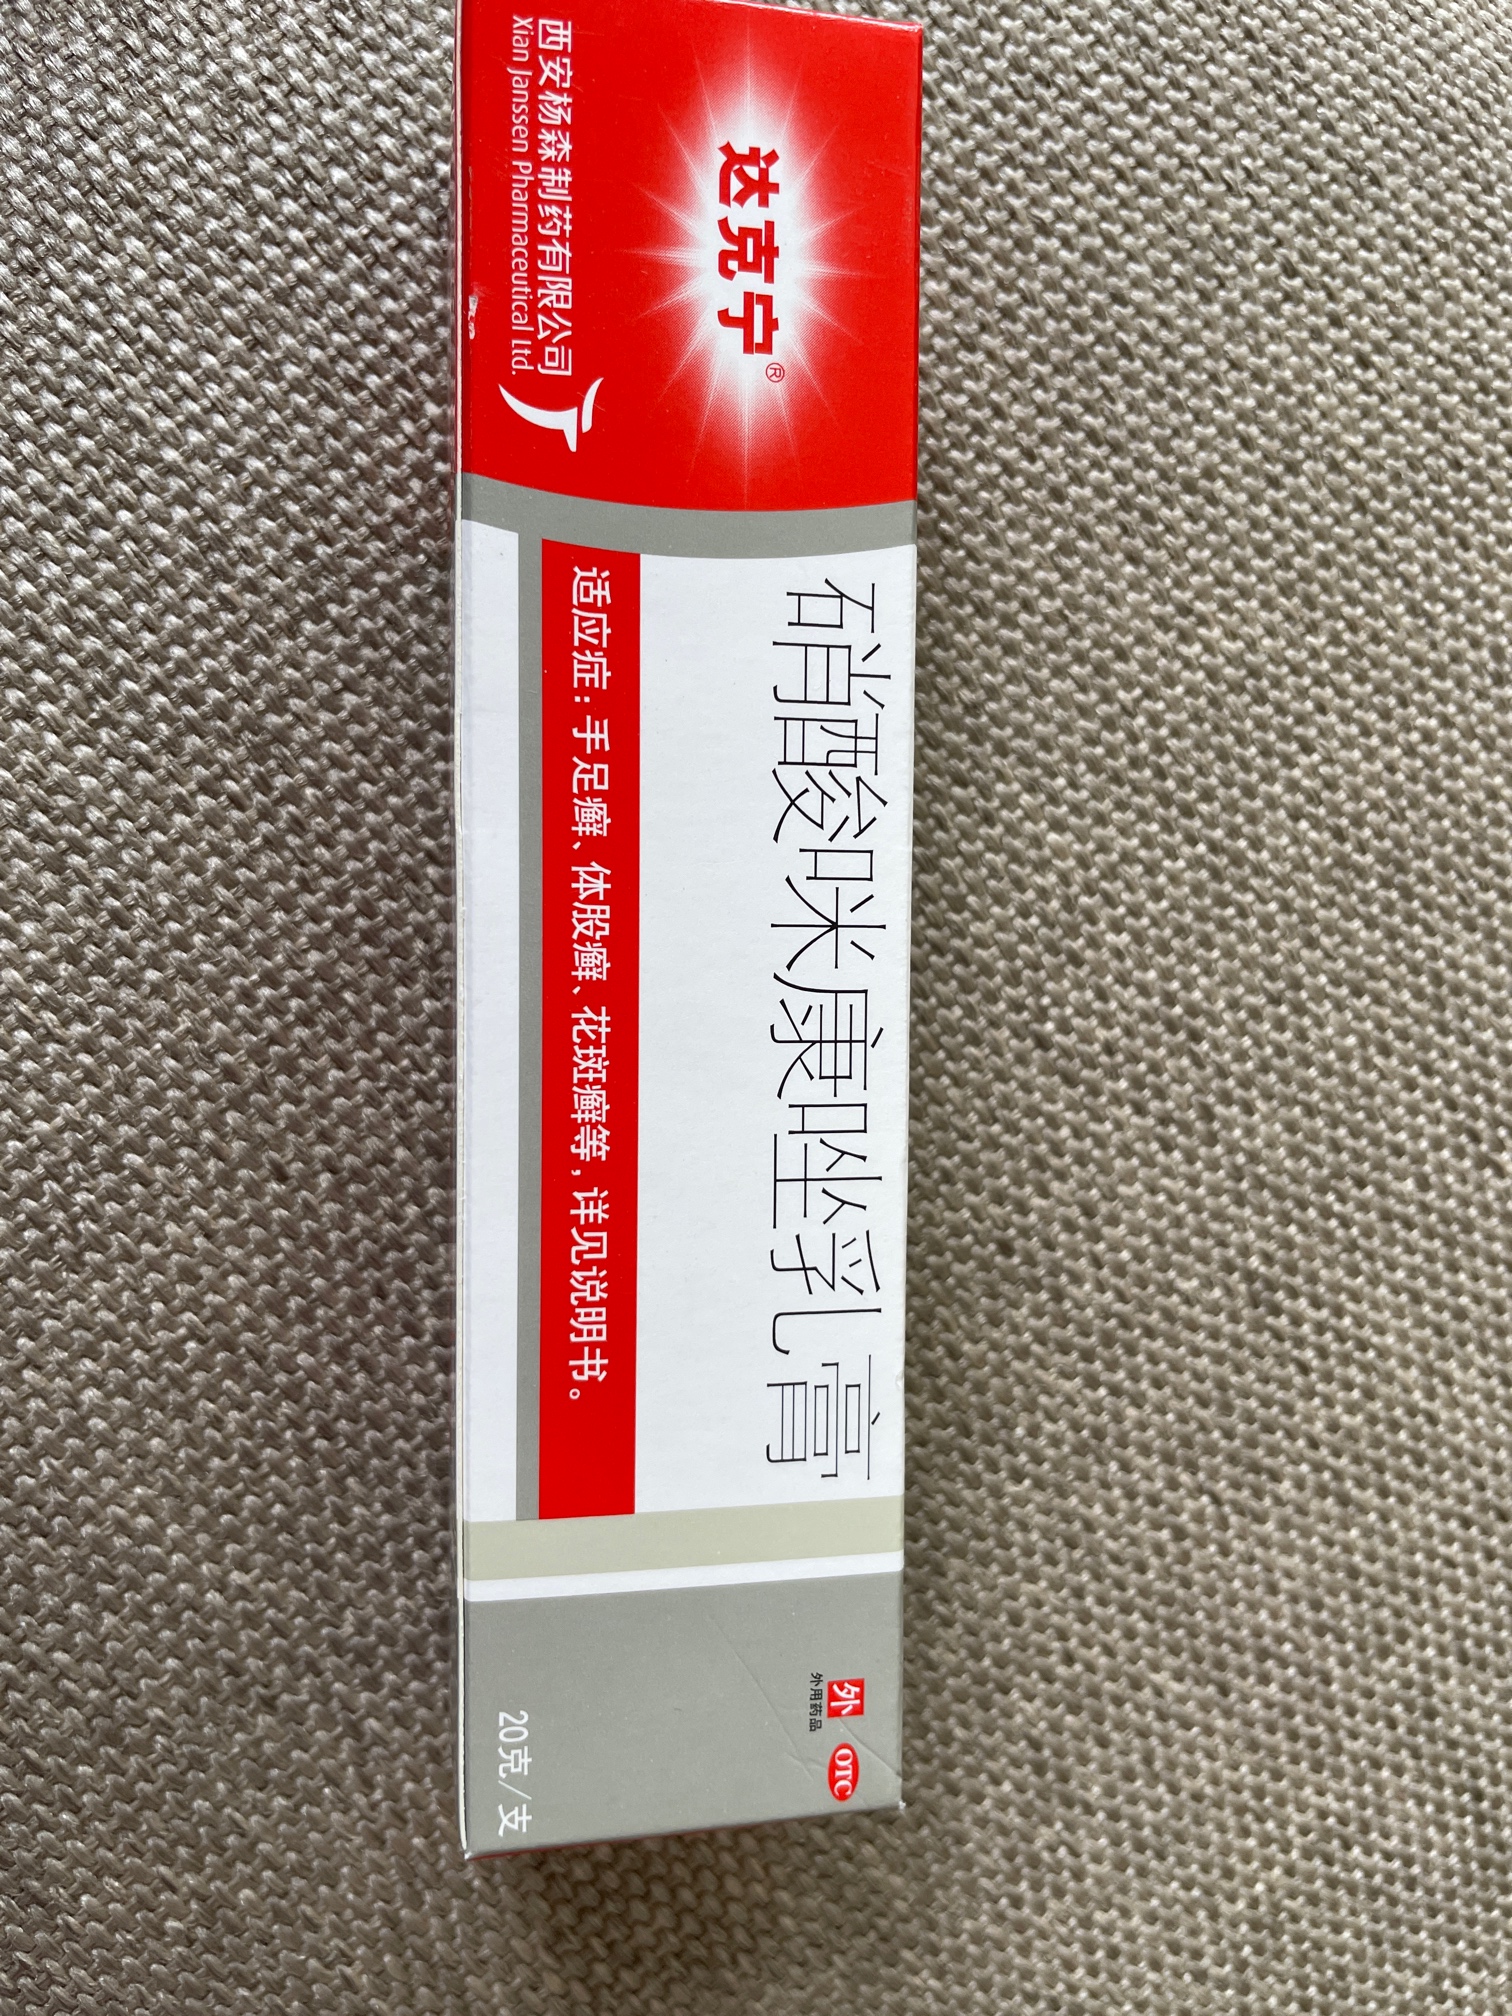 达克宁®
西安杨森制药有限公司
Xian Janssen Pharmaceutical Ltd.
硝酸咪康唑乳膏
适应症：手足癣、体股癣、花斑癣等，详见说明书。
外
外用药品
OTC
20克/支